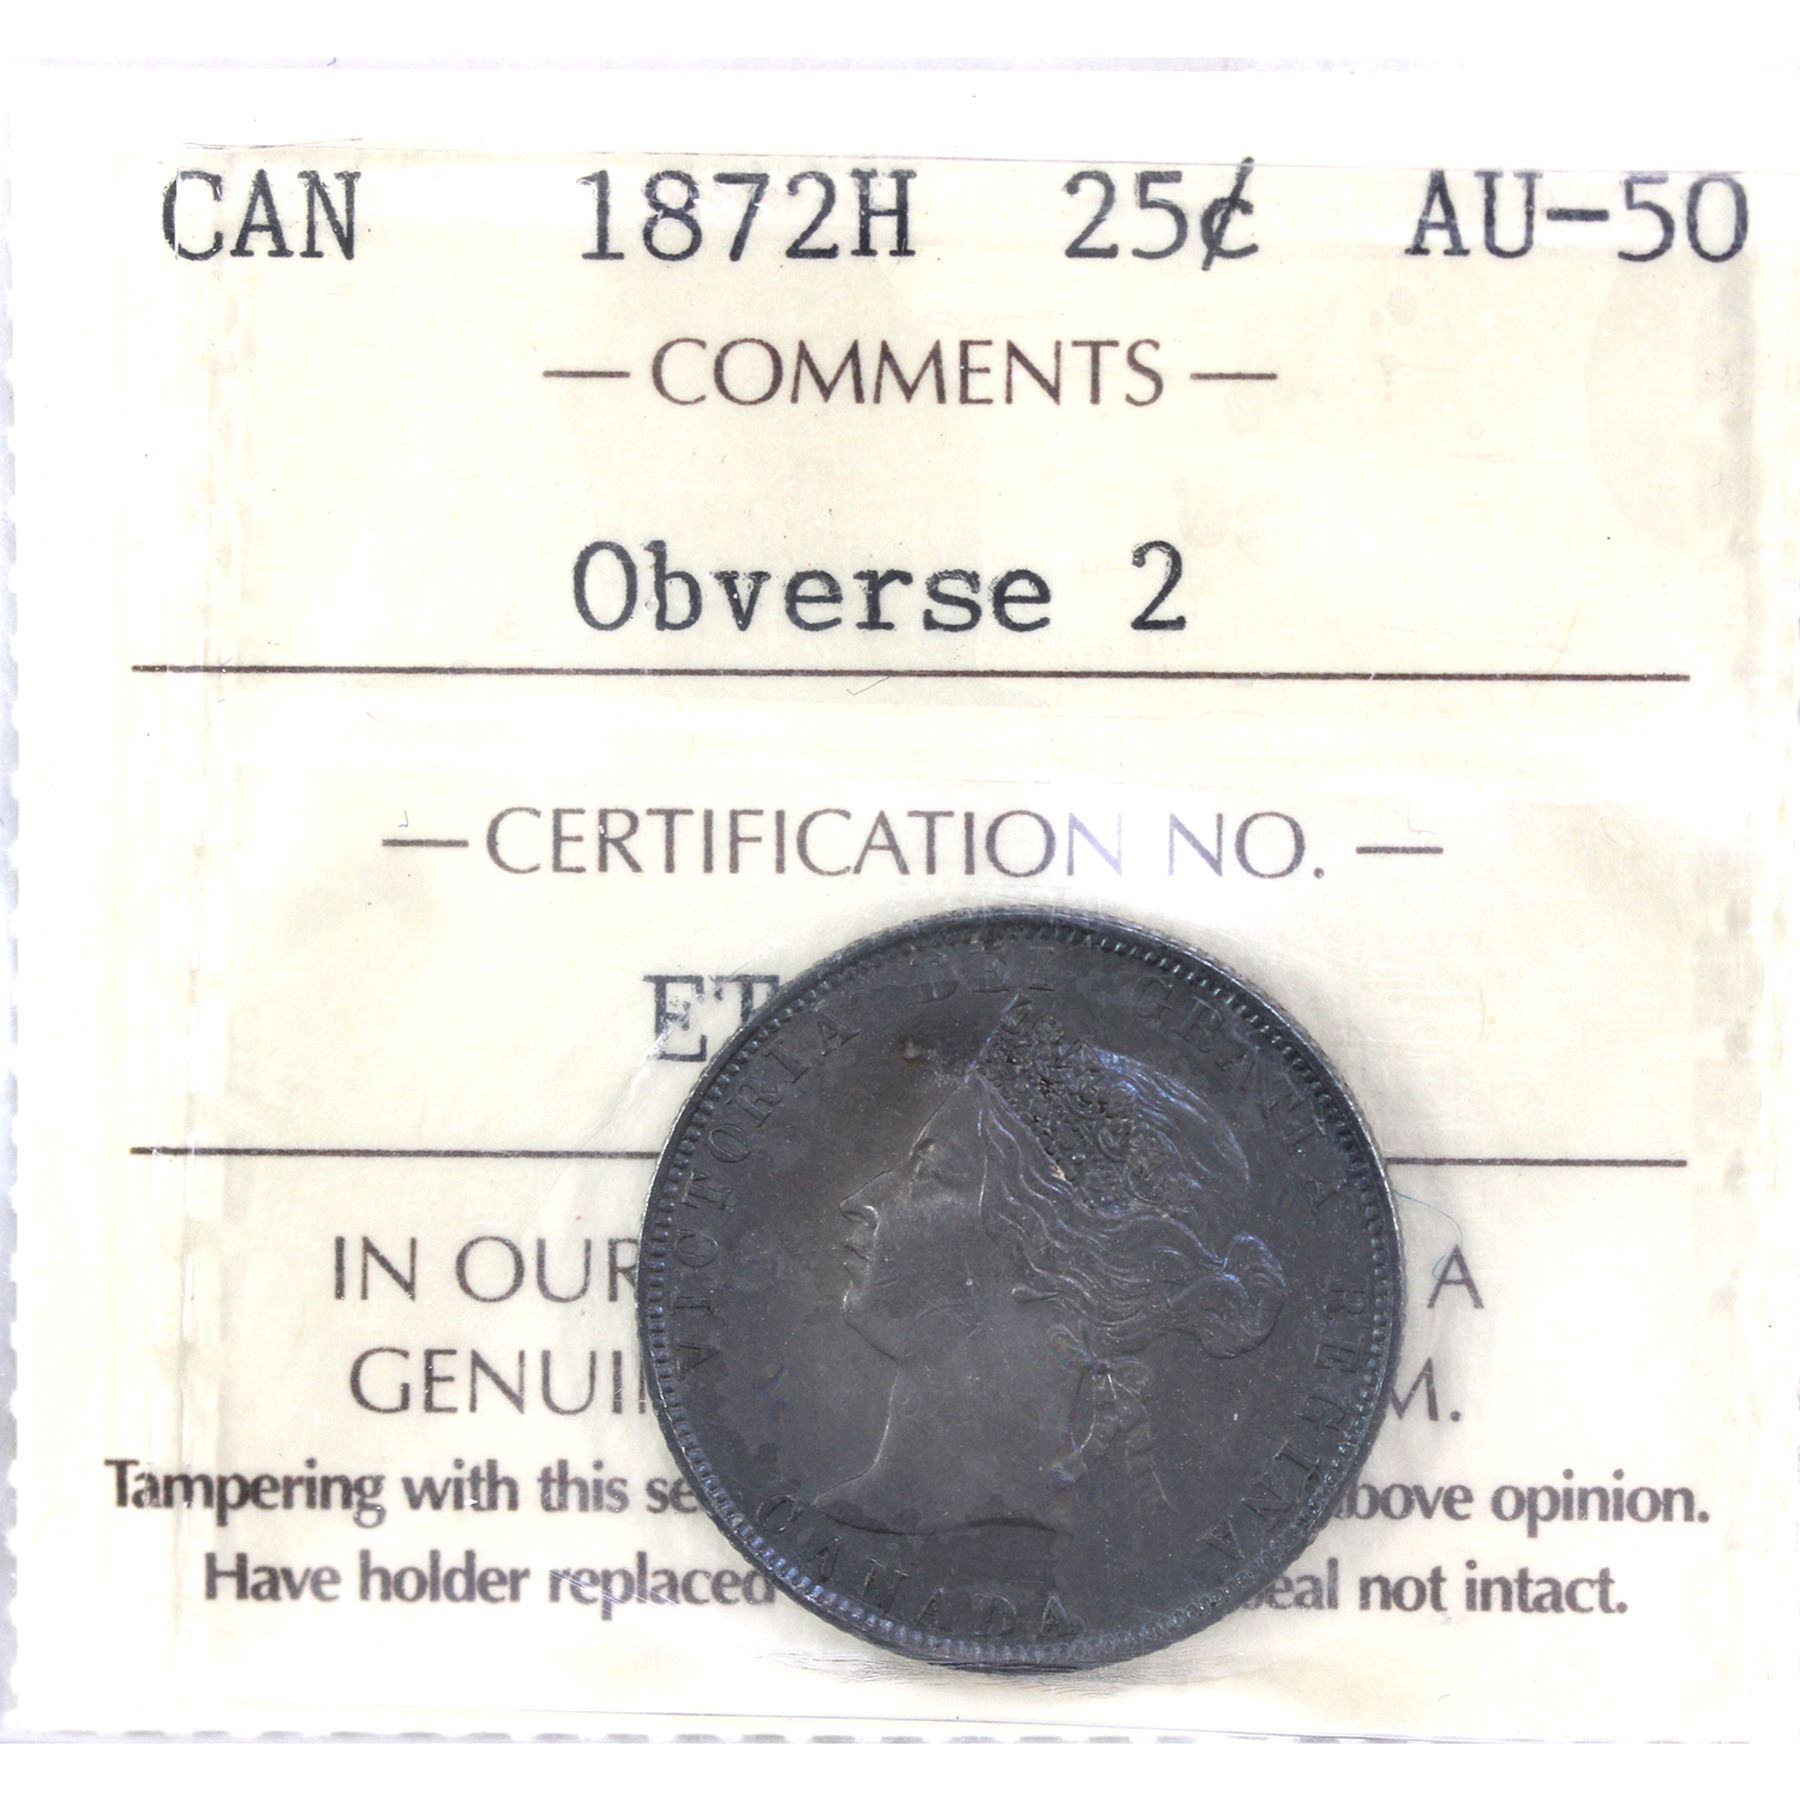 CAN 1872H 25¢ AU-50
— COMMENTS —
Obverse 2
— CERTIFICATION NO. —
ET
IN OUR A
GENUI M.
Tampering with this se bove opinion.
Have holder replaced eal not intact.
VICTORIA DEI GRATIA REGINA
CANADA